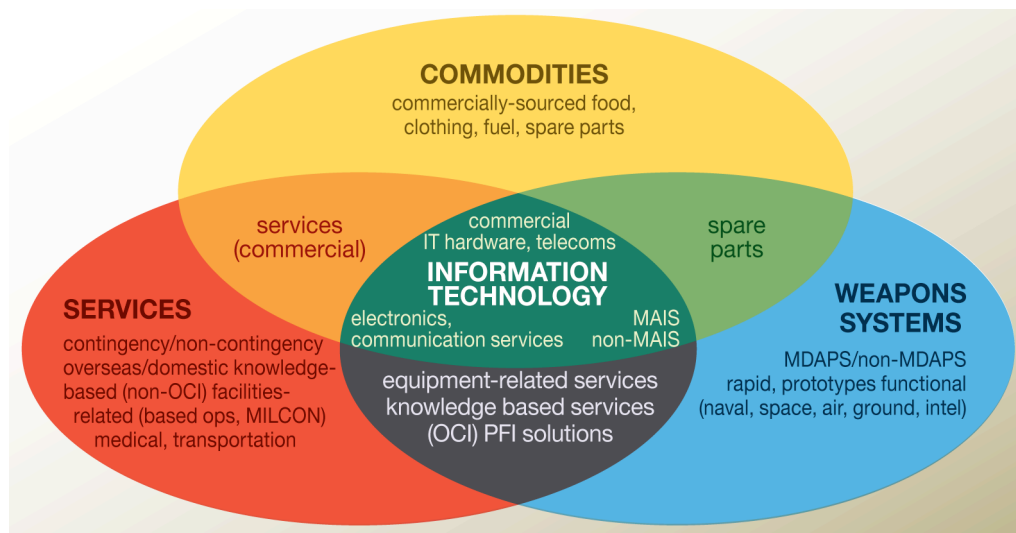 COMMODITIES
commercially-sourced food,
clothing, fuel, spare parts
services
(commercial)
commercial
IT hardware, telecoms
spare
parts
INFORMATION
TECHNOLOGY
electronics,
communication services
MAIS
non-MAIS
SERVICES
contingency/non-contingency
overseas/domestic knowledge-
based (non-OCI) facilities-
related (based ops, MILCON)
medical, transportation
WEAPONS
SYSTEMS
MDAPS/non-MDAPS
rapid, prototypes functional
(naval, space, air, ground, intel)
equipment-related services
knowledge based services
(OCI) PFI solutions